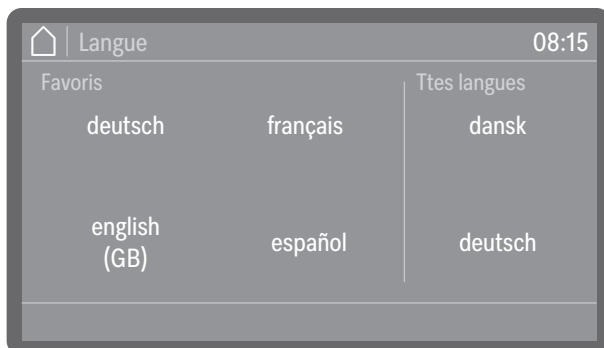 Langue
08:15
Favoris
Ttes langues
deutsch
français
dansk
english
(GB)
español
deutsch